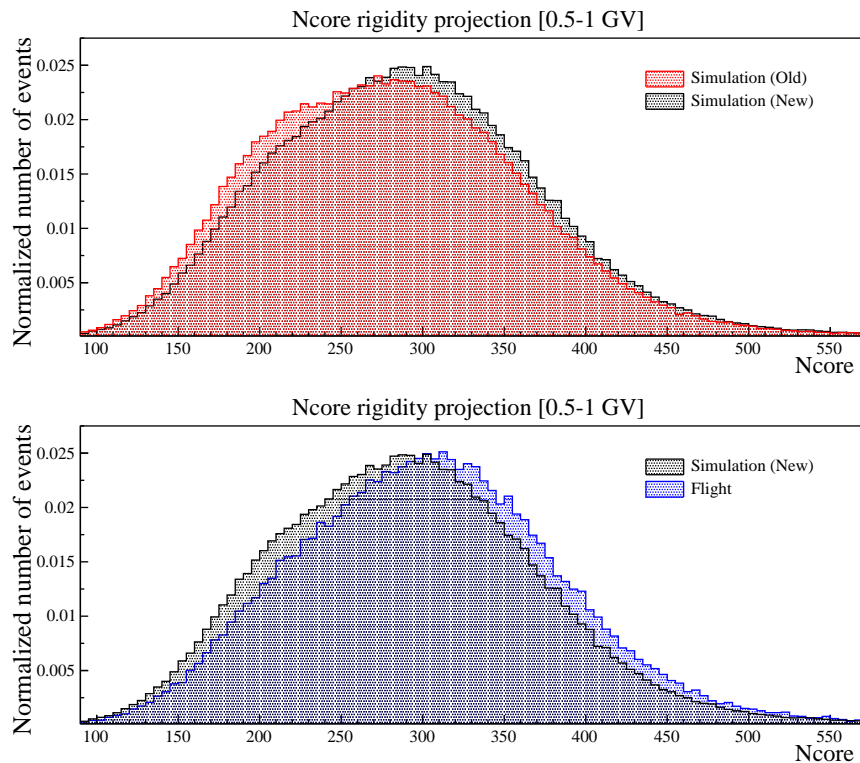 Ncore rigidity projection [0.5-1 GV]
Normalized number of events
0.025
0.02
0.015
0.01
0.005
Simulation (Old)
Simulation (New)
100 150 200 250 300 350 400 450 500 550
Ncore
Ncore rigidity projection [0.5-1 GV]
Normalized number of events
0.025
0.02
0.015
0.01
0.005
Simulation (New)
Flight
100 150 200 250 300 350 400 450 500 550
Ncore